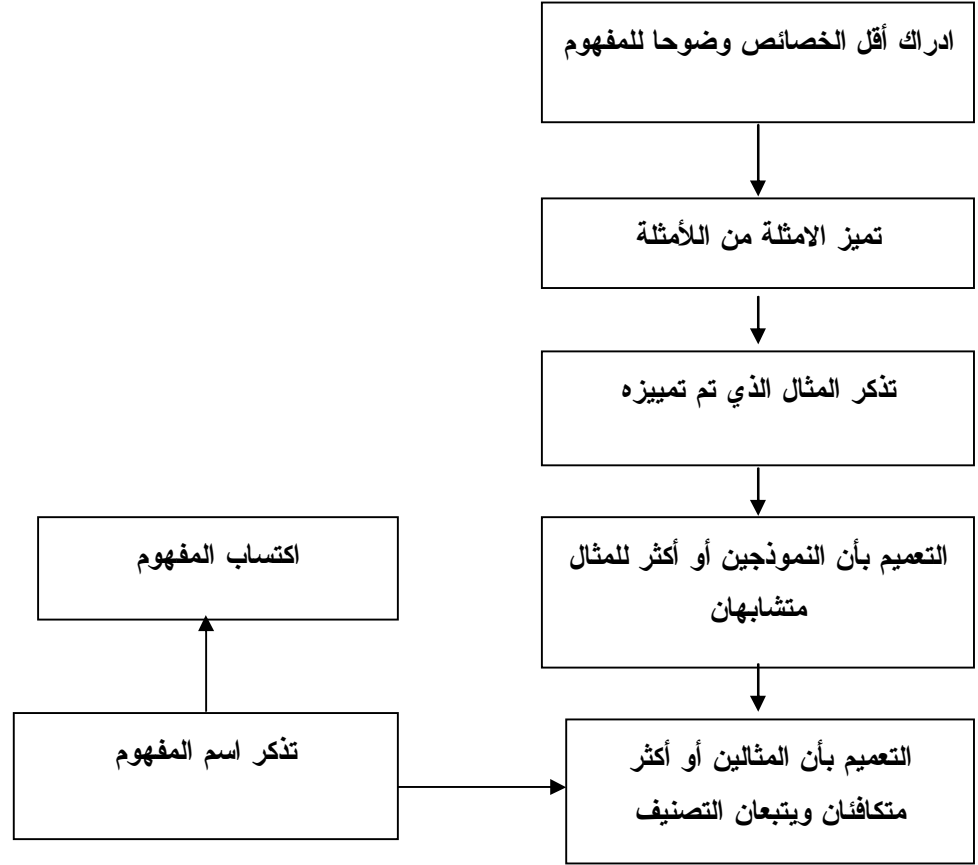 ادراك أقل الخصائص وضوحا للمفهوم
تميز الامثلة من اللأمثلة
تذكر المثال الذي تم تمييزه
التعميم بأن النموذجين أو أكثر للمثال
متشابهان
اكتساب المفهوم
التعميم بأن المثالين أو أكثر
متكافئان ويتبعان التصنيف
تذكر اسم المفهوم